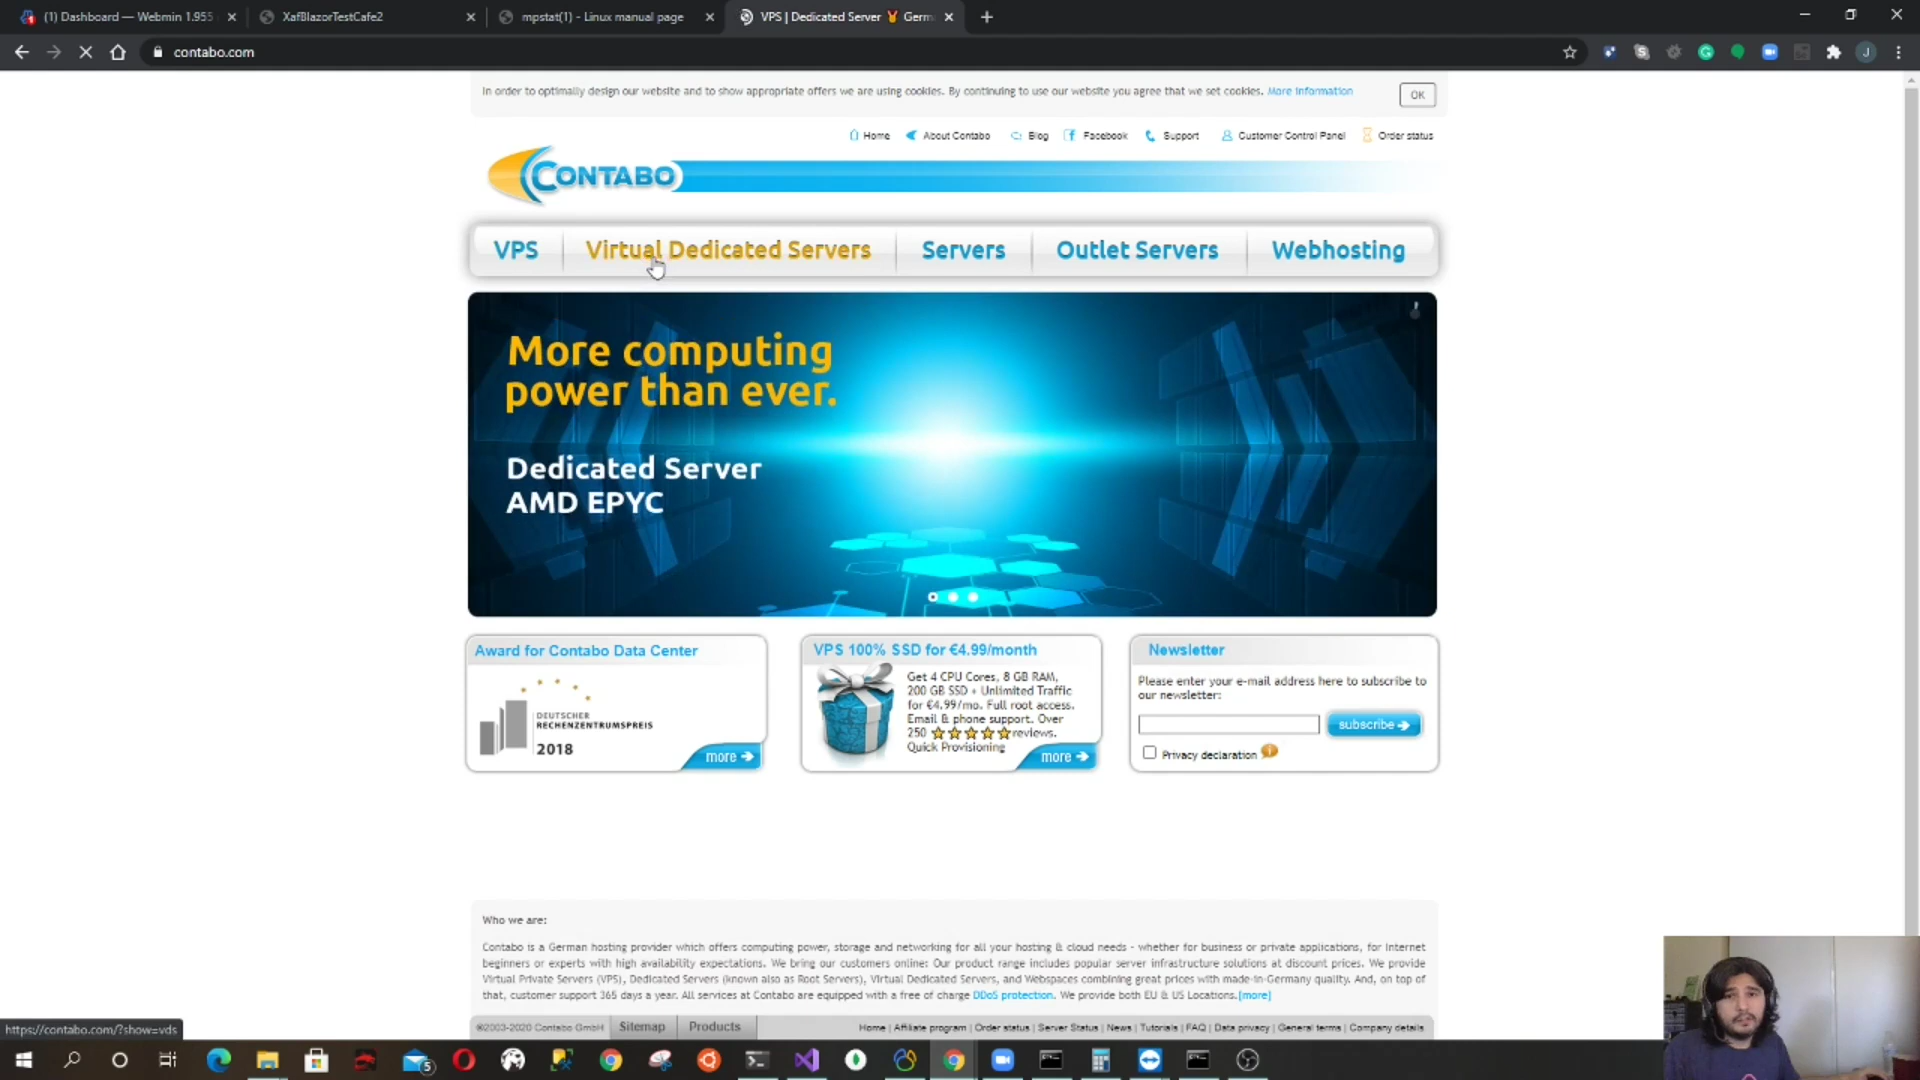 (1) Dashboard — Webmin 1.955
XafBlazorTestCafe2
mpstat(1) - Linux manual page
VPS | Dedicated Server 🏅 Germ
contabo.com
In order to optimally design our website and to show appropriate offers we are using cookies. By continuing to use our website you agree that we set cookies. More Information
OK
Home
About Contabo
Blog
Facebook
Support
Customer Control Panel
Order status
CONTABO
VPS
Virtual Dedicated Servers
Servers
Outlet Servers
Webhosting
More computing
power than ever.
Dedicated Server
AMD EPYC
Award for Contabo Data Center
DEUTSCHER
RECHENZENTRUMSPREIS
2018
more
VPS 100% SSD for €4.99/month
Get 4 CPU Cores, 8 GB RAM,
200 GB SSD + Unlimited Traffic
for €4.99/mo. Full root access.
Email & phone support. Over
250 ⭐⭐⭐⭐⭐ reviews.
Quick Provisioning
more
Newsletter
Please enter your e-mail address here to subscribe to
our newsletter:
subscribe
Privacy declaration
Who we are:
Contabo is a German hosting provider which offers computing power, storage and networking for all your hosting & cloud needs - whether for business or private applications, for Internet
beginners or experts with high availability expectations. We bring our customers online: Our product range includes popular server infrastructure solutions at discount prices. We provide
Virtual Private Servers (VPS), Dedicated Servers (known also as Root Servers), Virtual Dedicated Servers, and Webspaces combining great prices with made-in-Germany quality. And, on top of
that, customer support 365 days a year. All services at Contabo are equipped with a free of charge DDoS protection. We provide both EU & US Locations.[more]
©2003-2020 Contabo GmbH
Sitemap
Products
Home | Affiliate program | Order status | Server Status | News | Tutorials | FAQ | Data privacy | General terms | Company details
https://contabo.com/?show=vds
5